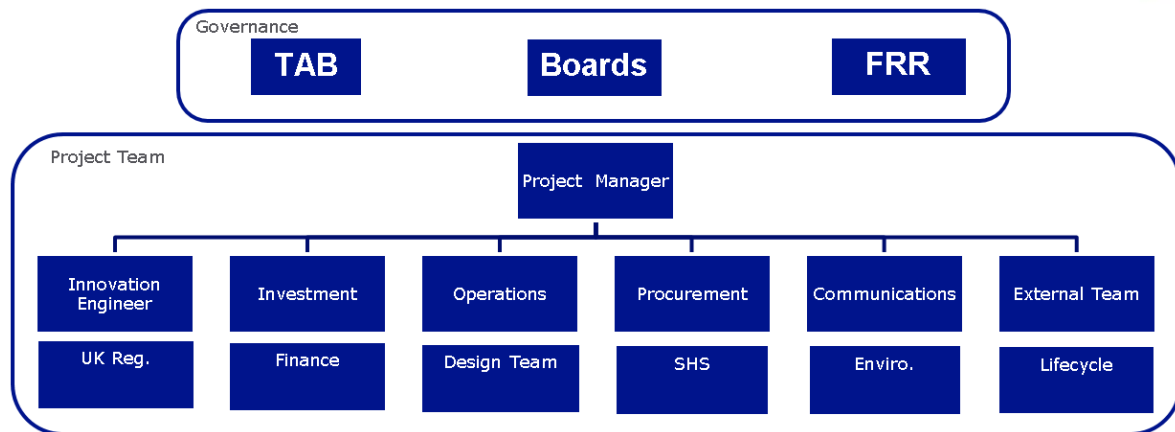 Governance
TAB
Boards
FRR
Project Team
Project Manager
Innovation
Engineer
Investment
Operations
Procurement
Communications
External Team
UK Reg.
Finance
Design Team
SHS
Enviro.
Lifecycle